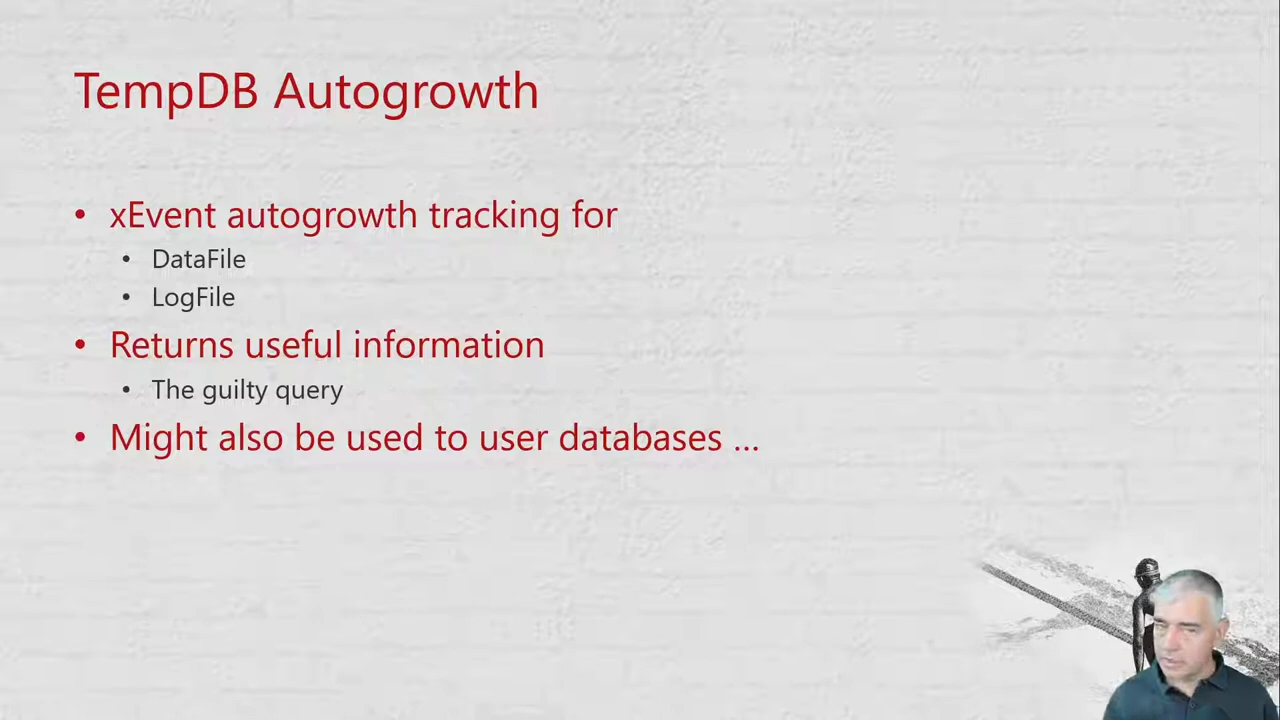 TempDB Autogrowth
• xEvent autogrowth tracking for
• DataFile
• LogFile
• Returns useful information
• The guilty query
• Might also be used to user databases ...